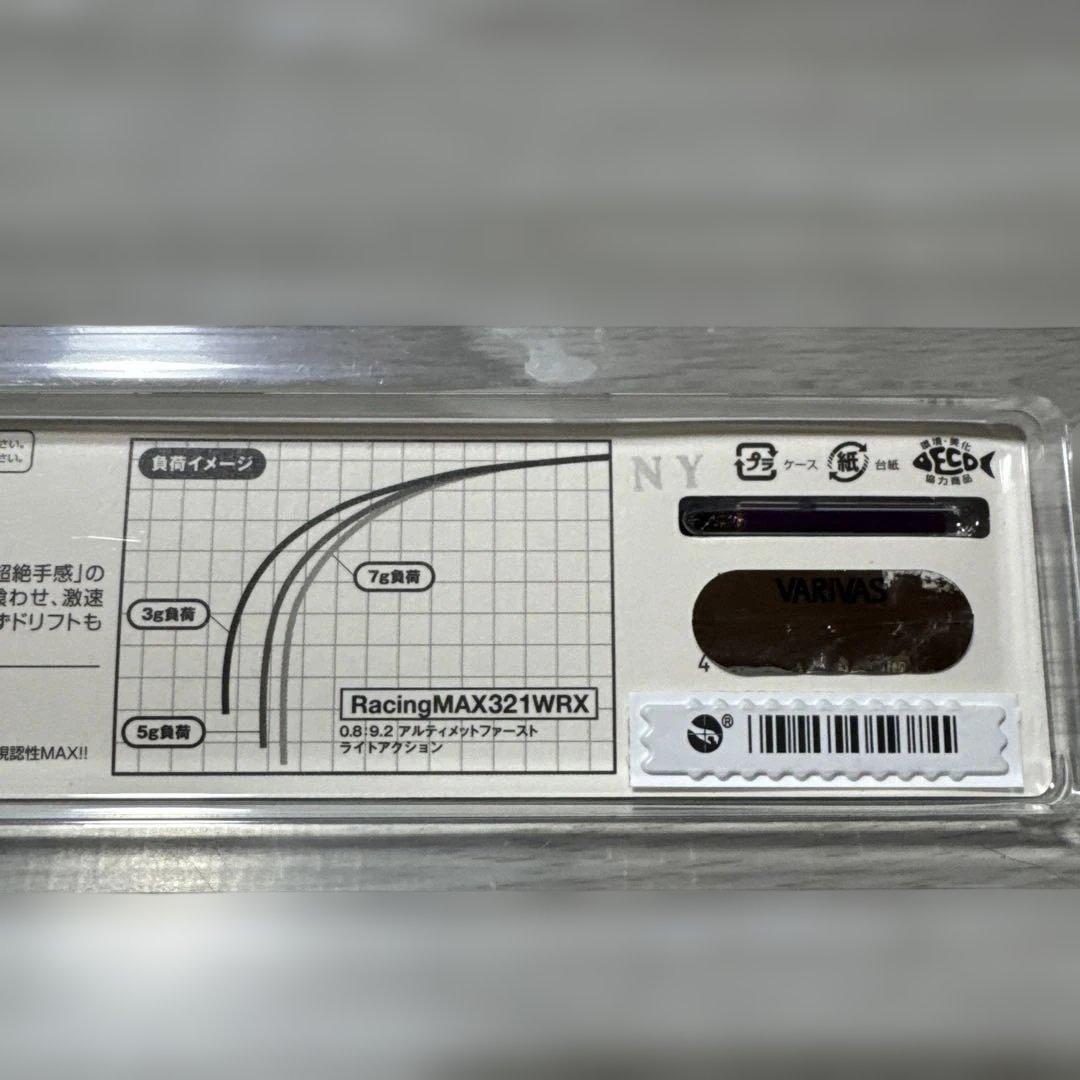 さい。
さい。
負荷イメージ
NY
プラ
ケース
紙
台紙
環境・美化
ECO
協力商品
超絶手感」の
喰わせ、激速
ずドリフトも
7g負荷
3g負荷
VARIVAS
4
RacingMAX321WRX
5g負荷
0.8:9.2 アルティメットファースト
ライトアクション
視認性MAX!!
®